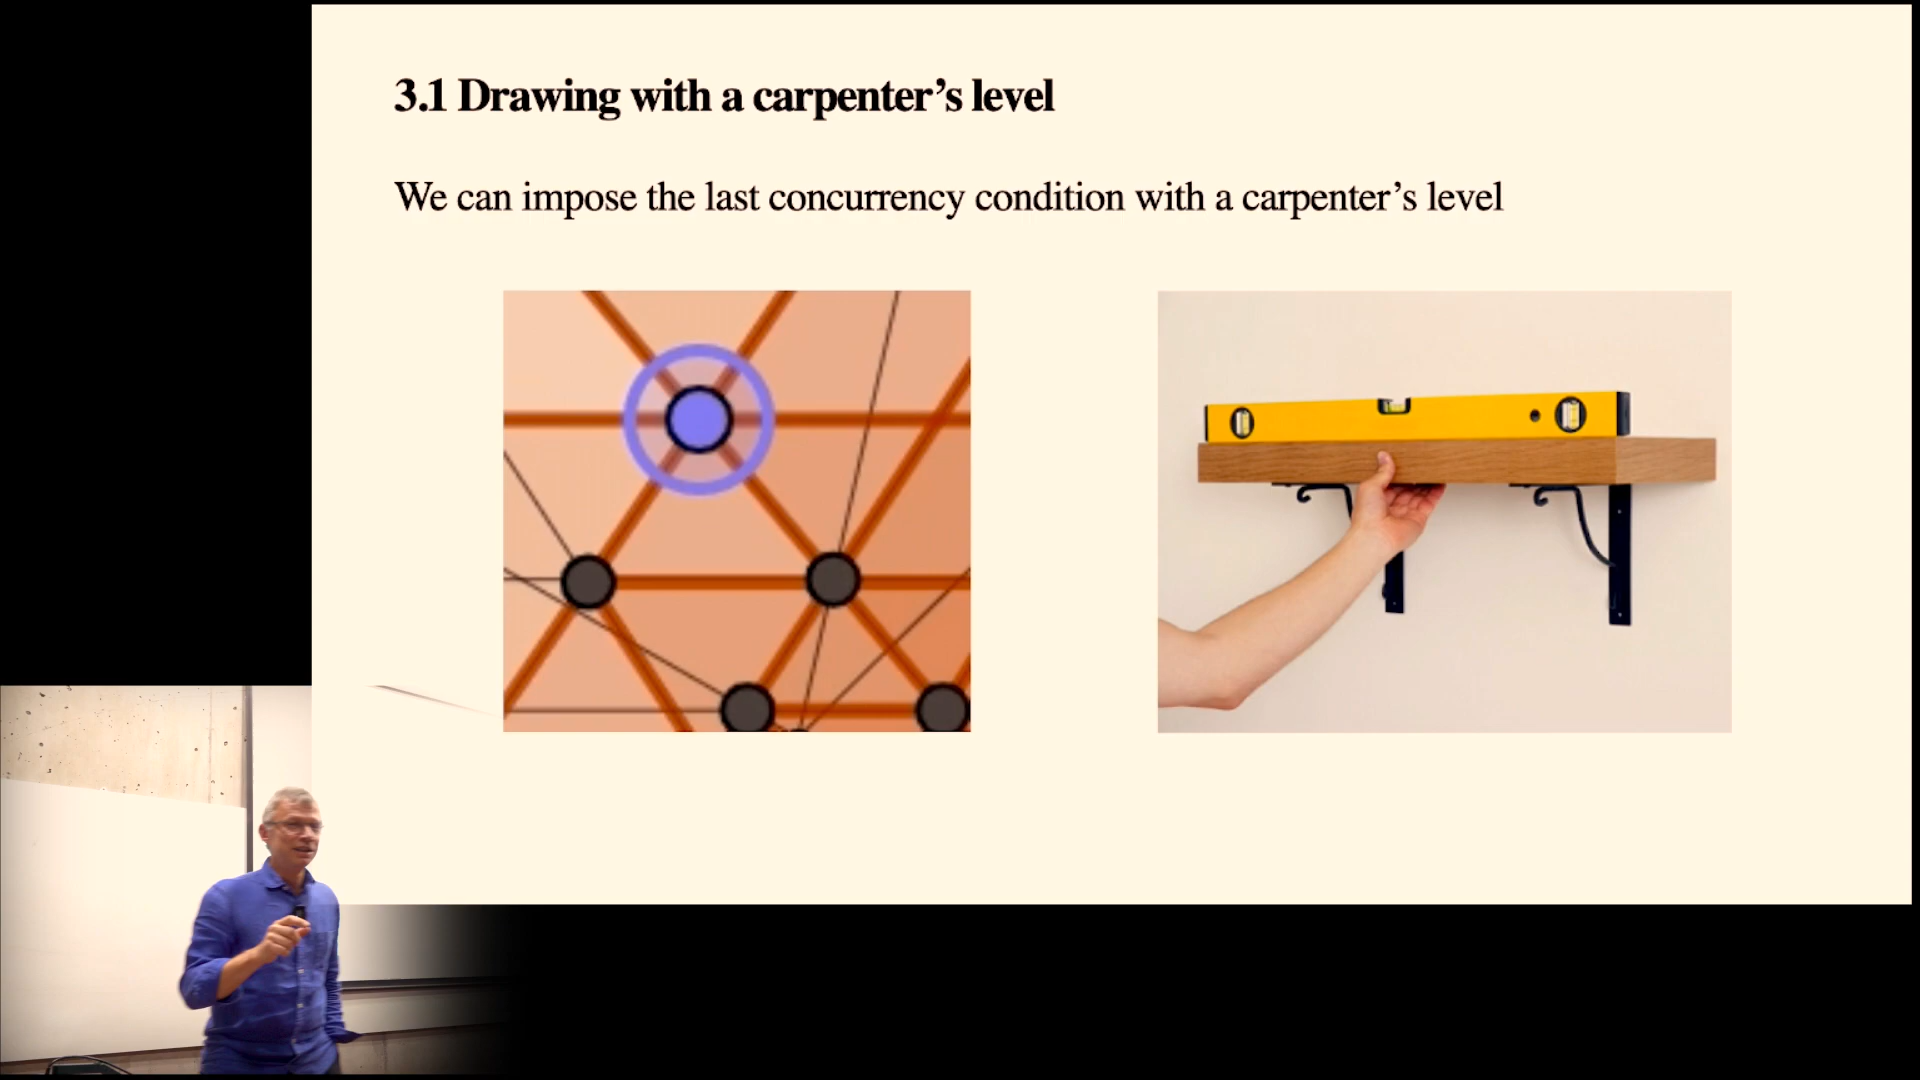 3.1 Drawing with a carpenter’s level
We can impose the last concurrency condition with a carpenter’s level